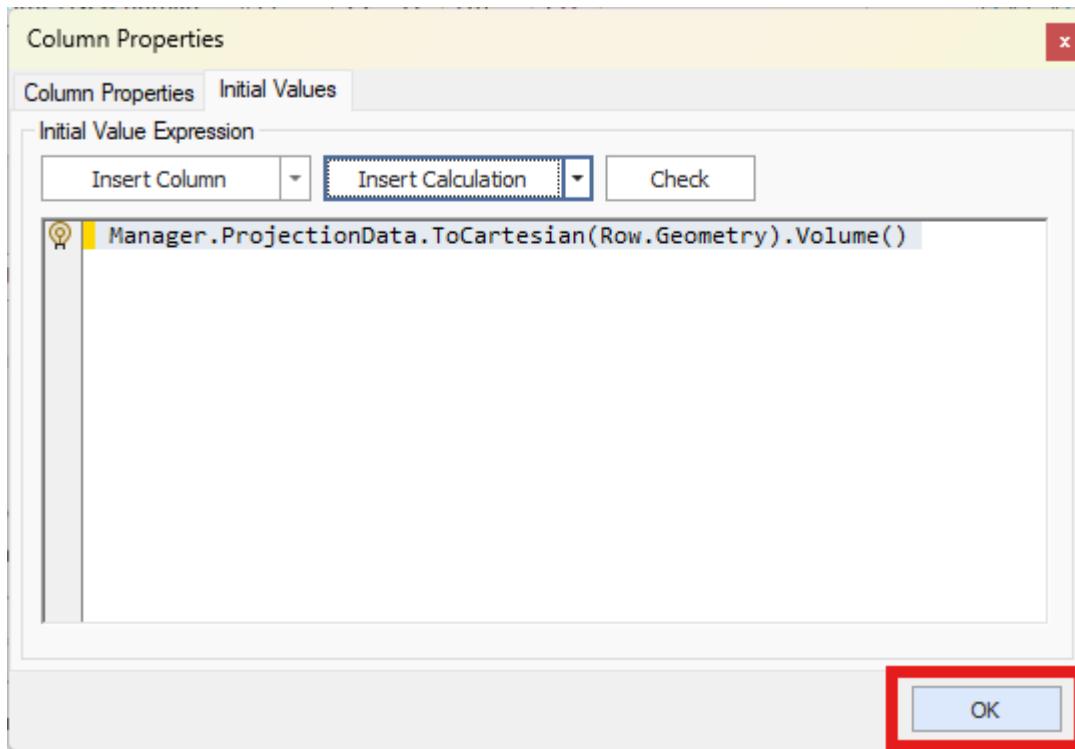 Column Properties
x
Column Properties Initial Values
Initial Value Expression
Insert Column Insert Calculation Check
Manager.ProjectionData.ToCartesian(Row.Geometry).Volume()
OK